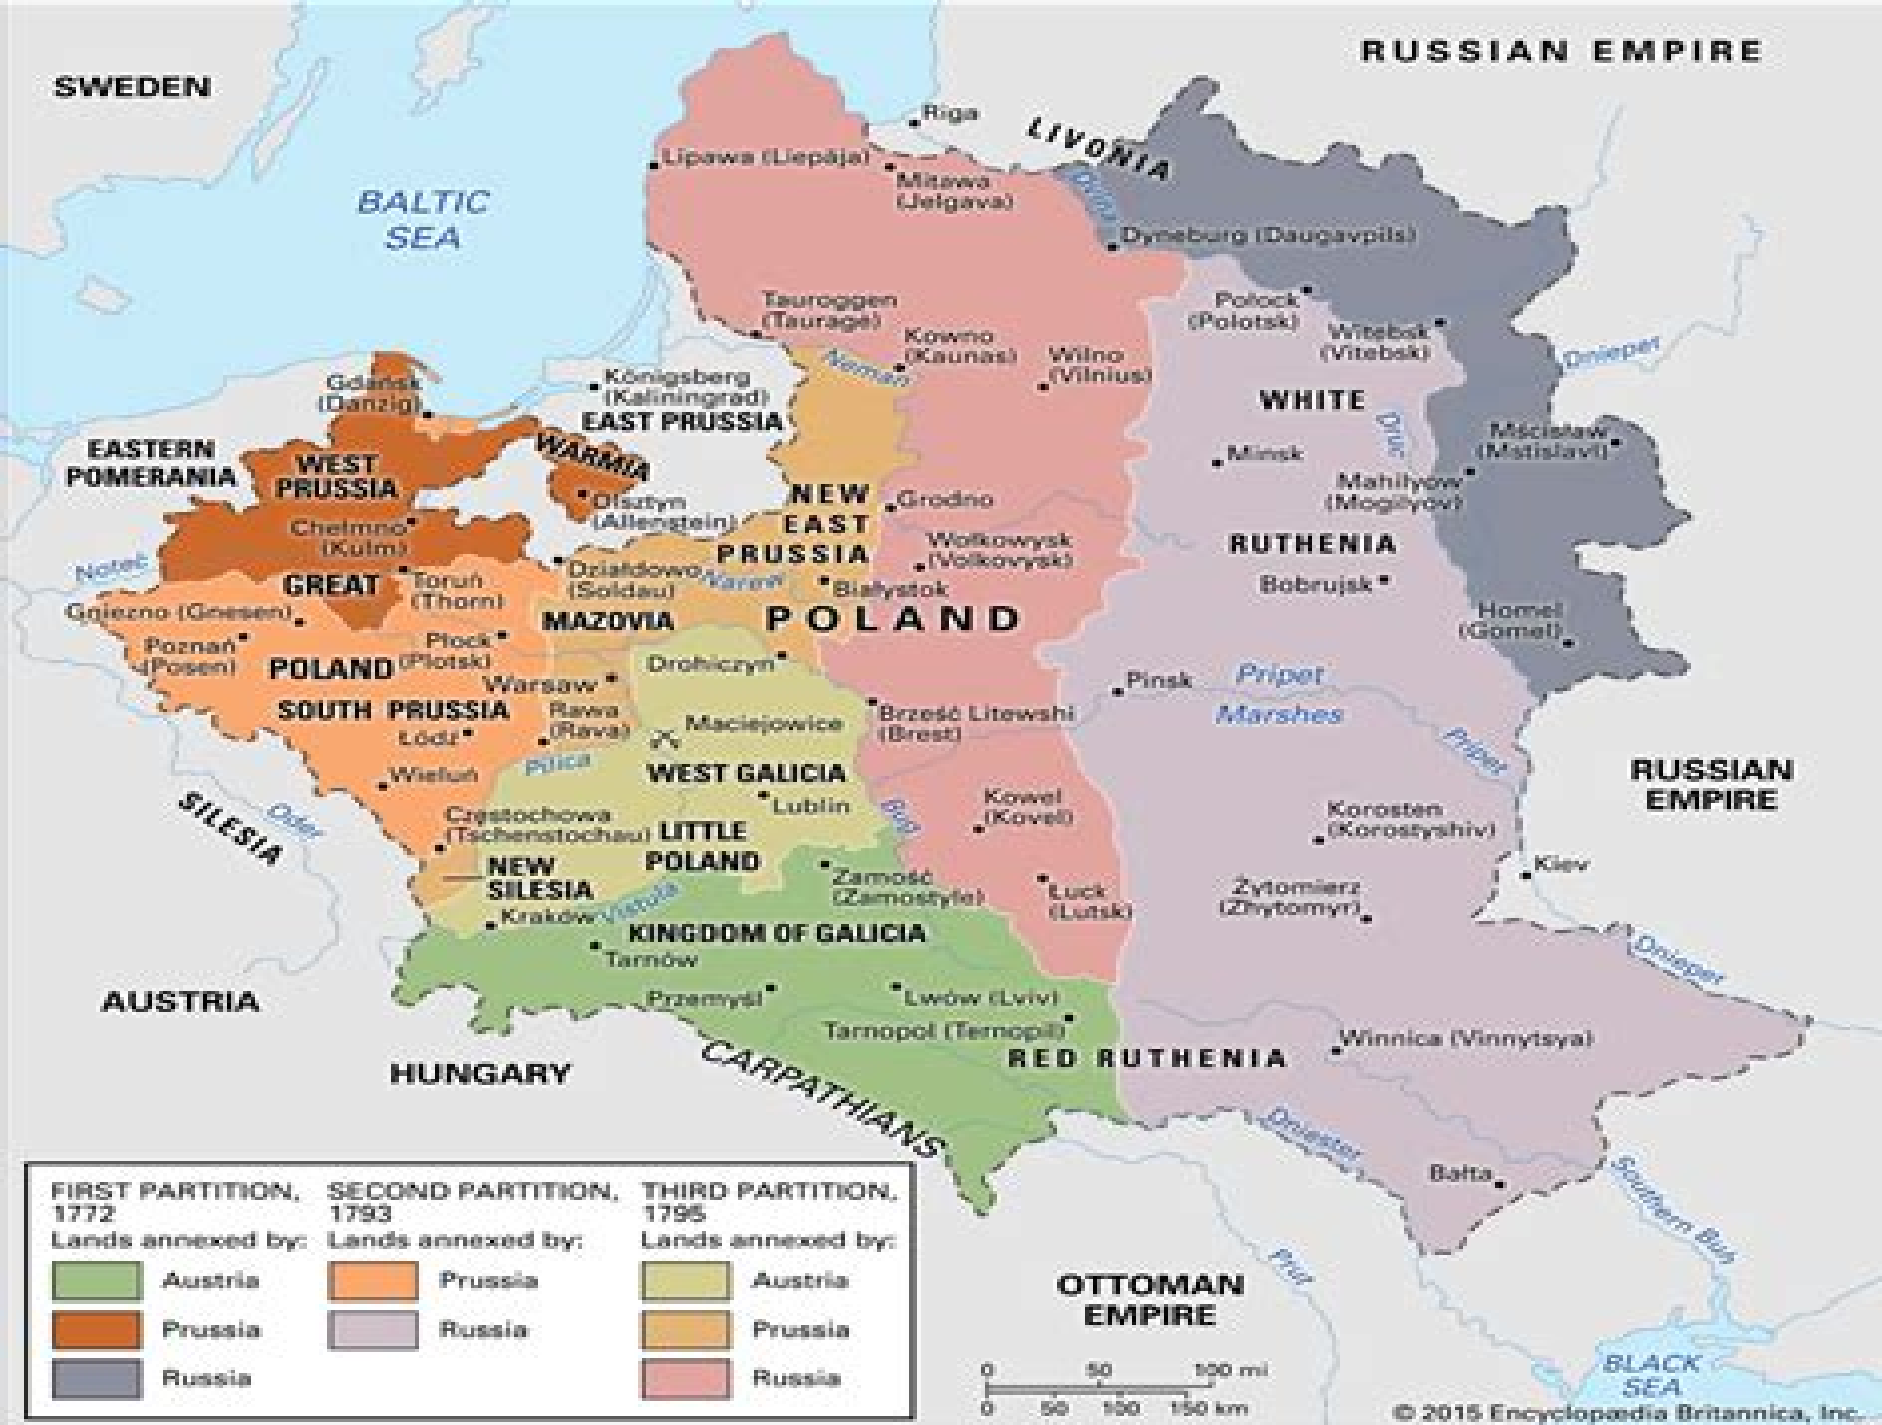 RUSSIAN EMPIRE
SWEDEN
Riga
LIVONIA
Lipawa (Liepāja)
Mitawa
(Jelgava)
BALTIC
SEA
Dvina
Dyneburg (Daugavpils)
Tauroggen
(Taurage)
Połock
(Polotsk)
Witebsk
(Vitebsk)
Kowno
(Kaunas)
Wilno
(Vilnius)
Neman
Dnieper
Gdańsk
(Danzig)
Königsberg
(Kaliningrad)
EAST PRUSSIA
WHITE
Druc
EASTERN
POMERANIA
WEST
PRUSSIA
WARMIA
Minsk
Mścisław
(Mstislavl)
Mahilyow
(Mogilyov)
Olsztyn
(Allenstein)
NEW
EAST
PRUSSIA
Grodno
Chełmno
(Kulm)
Wołkowysk
(Volkovysk)
RUTHENIA
Noteć
GREAT
Toruń
(Thorn)
Działdowo
(Soldau)
Narew
Białystok
Bobrujsk
Gniezno (Gnesen)
MAZOVIA
POLAND
Homel
(Gomel)
Poznań
(Posen)
POLAND
Płock
(Plotsk)
Drohiczyn
Warsaw
Pinsk
Pripet
Marshes
SOUTH PRUSSIA
Rawa
(Rava)
Brześć Litewski
(Brest)
Łódź
Maciejowice
Pripet
Wieluń
Pilica
WEST GALICIA
RUSSIAN
EMPIRE
SILESIA
Oder
Lublin
Bug
Kowel
(Kovel)
Korosten
(Korostyshiv)
Częstochowa
(Tschenstochau)
LITTLE
POLAND
Kiev
NEW
SILESIA
Zamość
(Zamostye)
Łuck
(Lutsk)
Żytomierz
(Zhytomyr)
Kraków
Vistula
KINGDOM OF GALICIA
Dnieper
Tarnów
AUSTRIA
Przemyśl
Lwów (Lviv)
Tarnopol (Ternopil)
Winnica (Vinnytsya)
RED RUTHENIA
HUNGARY
CARPATHIANS
Dniester
Bałta
Southern Buh
Prut
OTTOMAN
EMPIRE
BLACK
SEA
FIRST PARTITION,
1772
Lands annexed by:
Austria
Prussia
Russia
SECOND PARTITION,
1793
Lands annexed by:
Prussia
Russia
THIRD PARTITION,
1795
Lands annexed by:
Austria
Prussia
Russia
0 50 100 mi
0 50 100 150 km
© 2015 Encyclopædia Britannica, Inc.